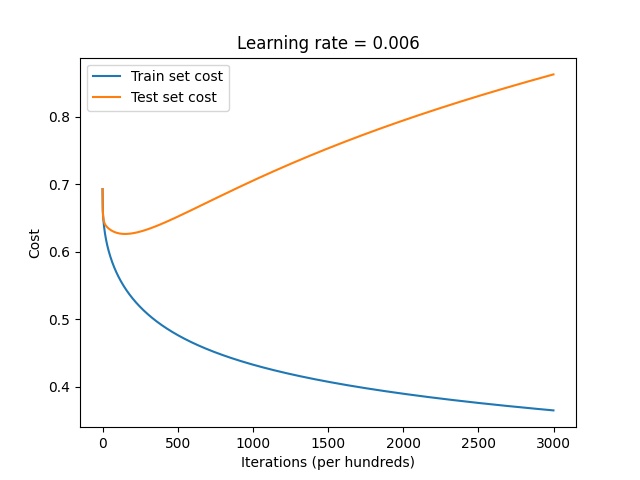 Learning rate = 0.006
Train set cost
Test set cost
0.8
0.7
0.6
0.5
0.4
Cost
0
500
1000
1500
2000
2500
3000
Iterations (per hundreds)